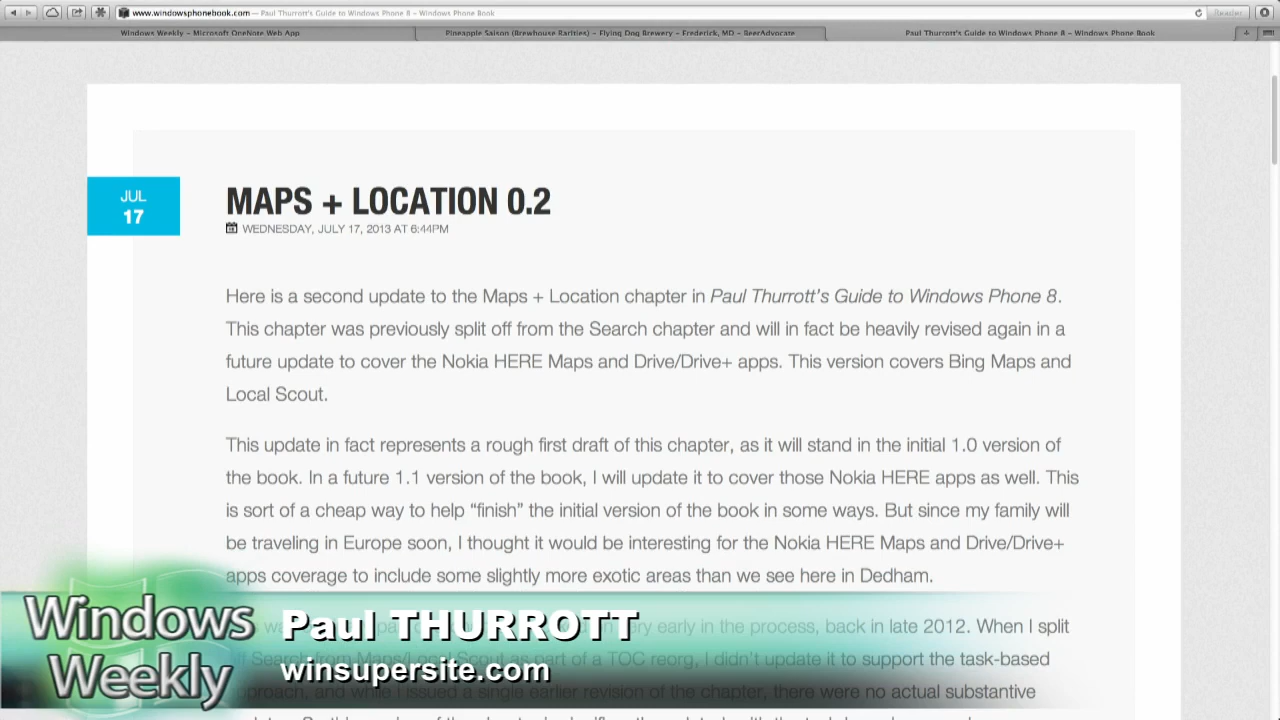 www.windowsphonebook.com — Paul Thurrott's Guide to Windows Phone 8 – Windows Phone Book
Reader
Windows Weekly – Microsoft OneNote Web App
Pineapple Saison (Brewhouse Rarities) – Flying Dog Brewery – Frederick, MD – BeerAdvocate
Paul Thurrott's Guide to Windows Phone 8 – Windows Phone Book
JUL
17
MAPS + LOCATION 0.2
WEDNESDAY, JULY 17, 2013 AT 6:44PM
Here is a second update to the Maps + Location chapter in Paul Thurrott's Guide to Windows Phone 8.
This chapter was previously split off from the Search chapter and will in fact be heavily revised again in a
future update to cover the Nokia HERE Maps and Drive/Drive+ apps. This version covers Bing Maps and
Local Scout.
This update in fact represents a rough first draft of this chapter, as it will stand in the initial 1.0 version of
the book. In a future 1.1 version of the book, I will update it to cover those Nokia HERE apps as well. This
is sort of a cheap way to help “finish” the initial version of the book in some ways. But since my family will
be traveling in Europe soon, I thought it would be interesting for the Nokia HERE Maps and Drive/Drive+
apps coverage to include some slightly more exotic areas than we see here in Dedham.
very early in the process, back in late 2012. When I split
Search from Maps/Local Scout as part of a TOC reorg, I didn't update it to support the task-based
approach, and while I issued a single earlier revision of the chapter, there were no actual substantive
Windows
Weekly
Paul THURROTT
winsupersite.com